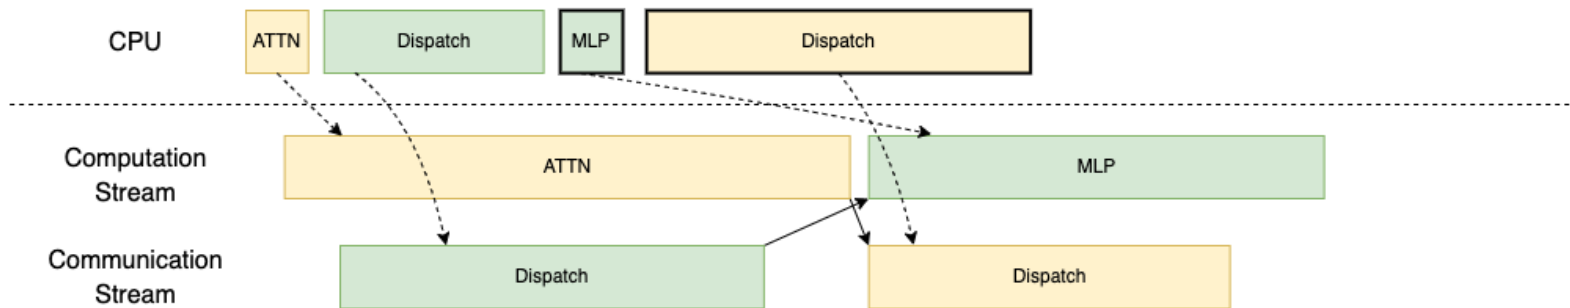 CPU
ATTN
Dispatch
MLP
Dispatch
Computation
Stream
ATTN
MLP
Communication
Stream
Dispatch
Dispatch